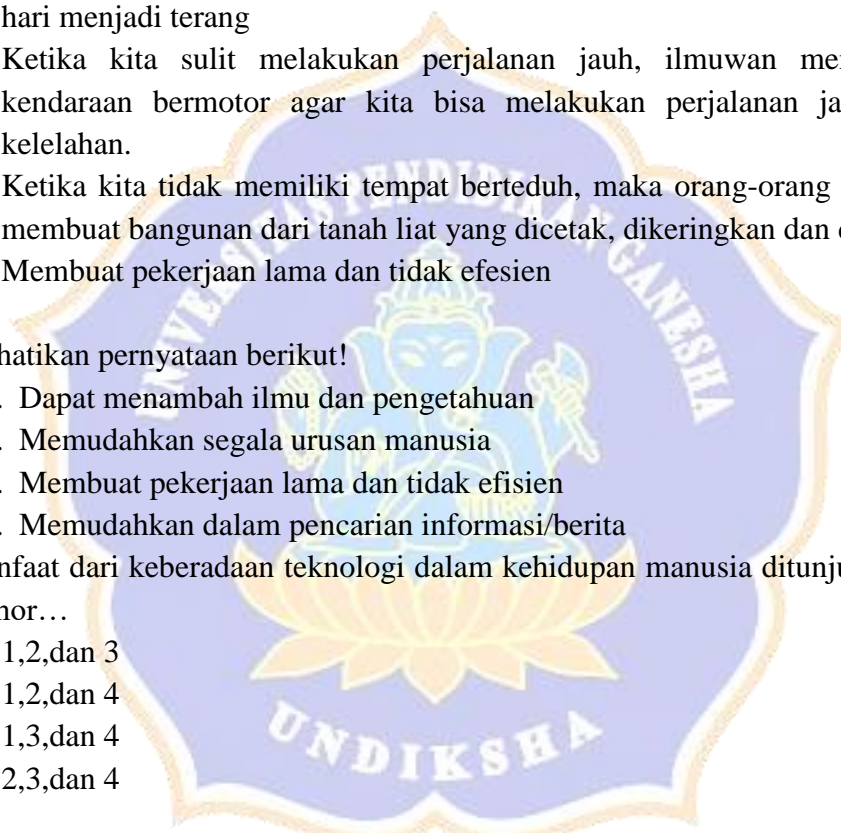 hari menjadi terang
Ketika kita sulit melakukan perjalanan jauh, ilmuwan
kendaraan bermotor agar kita bisa melakukan perjalanan
kelelahan.
Ketika kita tidak memiliki tempat berteduh, maka orang-orang
membuat bangunan dari tanah liat yang dicetak, dikeringkan dan
Membuat pekerjaan lama dan tidak efesien
hatikan pernyataan berikut!
. Dapat menambah ilmu dan pengetahuan
. Memudahkan segala urusan manusia
. Membuat pekerjaan lama dan tidak efisien
. Memudahkan dalam pencarian informasi/berita
nfaat dari keberadaan teknologi dalam kehidupan manusia
nor…
1,2,dan 3
1,2,dan 4
1,3,dan 4
2,3,dan 4
UNIVERSITAS PENDIDIKAN GANESHA
UNDIKSHA